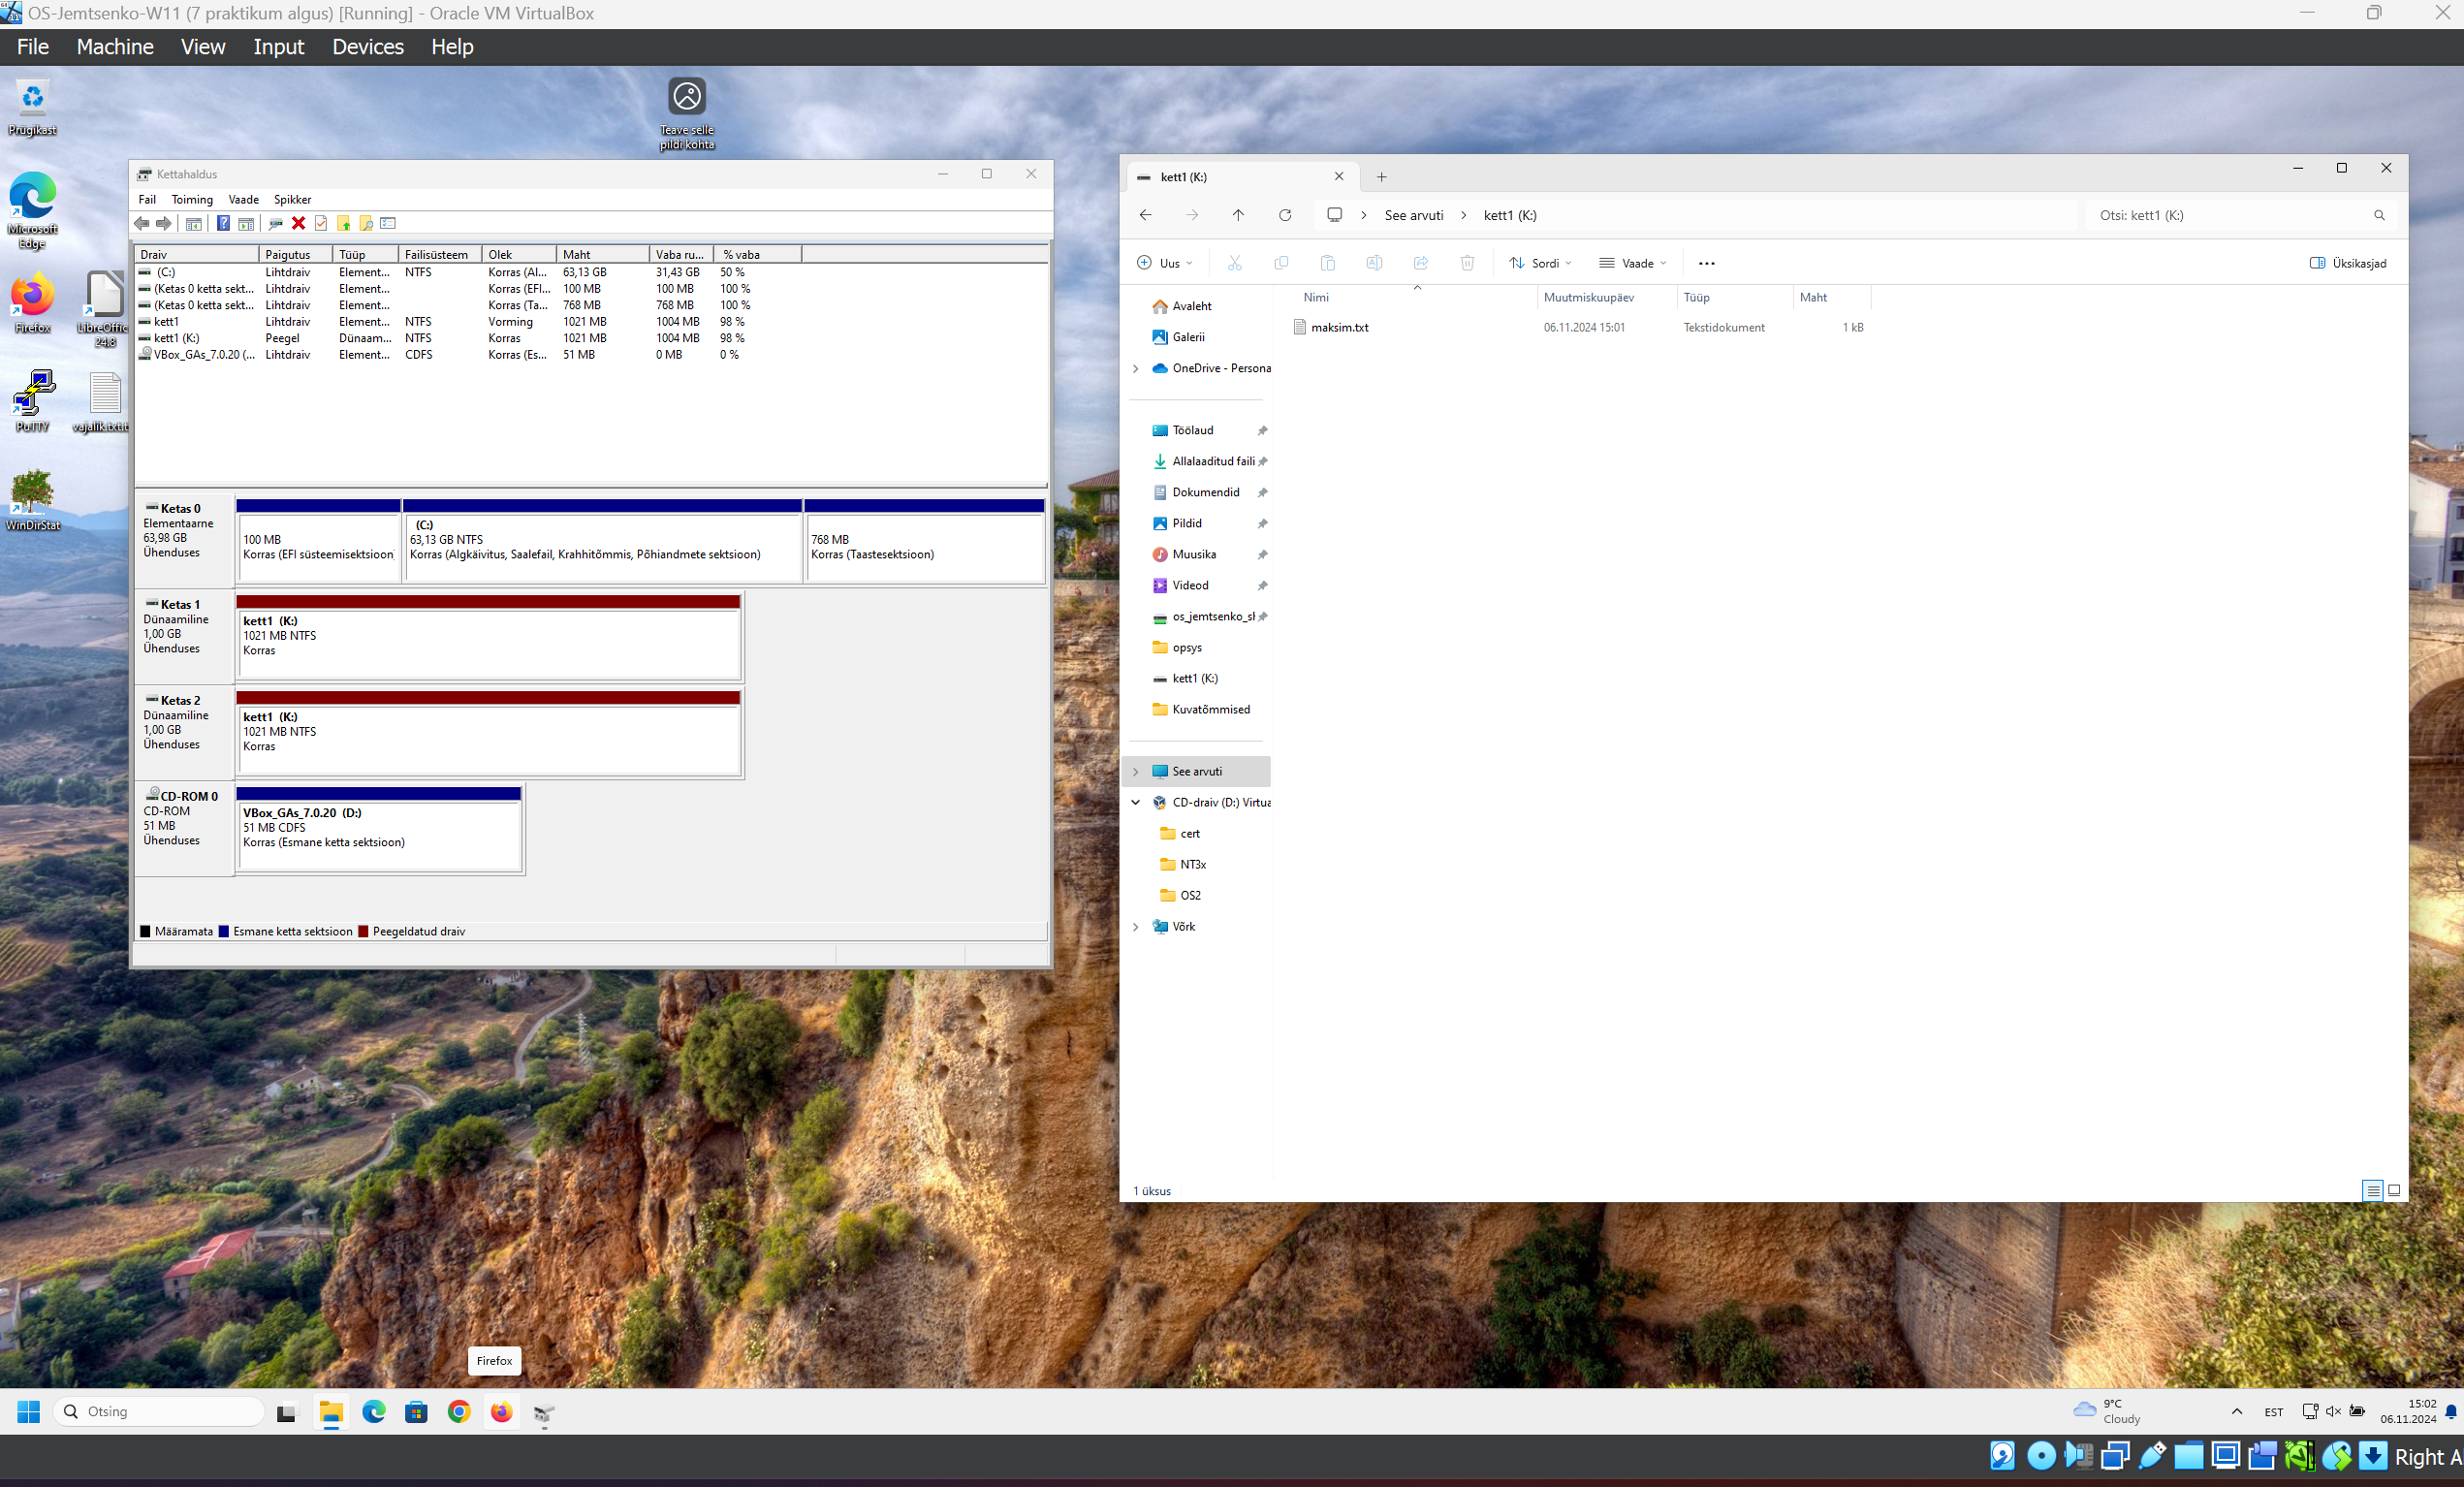 OS-Jemtsenko-W11 (7 praktikum algus) [Running] - Oracle VM VirtualBox
File Machine View Input Devices Help
Prügikast
Teave selle
pildi kohta
Microsoft
Edge
Firefox
LibreOffic
24.8
PuTTY
vajalik.txt.t
WinDirStat
Kettahaldus
Fail Toiming Vaade Spikker
Draiv Paigutus Tüüp Failisüsteem Olek Maht Vaba ru... % vaba
(C:) Lihtdraiv Element... NTFS Korras (Al... 63,13 GB 31,43 GB 50 %
(Ketas 0 ketta sekt... Lihtdraiv Element... Korras (EFI... 100 MB 100 MB 100 %
(Ketas 0 ketta sekt... Lihtdraiv Element... Korras (Ta... 768 MB 768 MB 100 %
kett1 Lihtdraiv Element... NTFS Vorming 1021 MB 1004 MB 98 %
kett1 (K:) Peegel Dünaam... NTFS Korras 1021 MB 1004 MB 98 %
VBox_GAs_7.0.20 (... Lihtdraiv Element... CDFS Korras (Es... 51 MB 0 MB 0 %
Ketas 0
Elementaarne
63,98 GB
Ühenduses
100 MB
Korras (EFI süsteemisektsioon)
(C:)
63,13 GB NTFS
Korras (Algkäivitus, Saalefail, Krahhitõmmis, Põhiandmete sektsioon)
768 MB
Korras (Taastesektsioon)
Ketas 1
Dünaamiline
1,00 GB
Ühenduses
kett1 (K:)
1021 MB NTFS
Korras
Ketas 2
Dünaamiline
1,00 GB
Ühenduses
kett1 (K:)
1021 MB NTFS
Korras
CD-ROM 0
CD-ROM
51 MB
Ühenduses
VBox_GAs_7.0.20 (D:)
51 MB CDFS
Korras (Esmane ketta sektsioon)
Määramata Esmane ketta sektsioon Peegeldatud draiv
kett1 (K:)
See arvuti > kett1 (K:)
Otsi: kett1 (K:)
Uus Sordi Vaade ... Üksikasjad
Nimi Muutmiskuupäev Tüüp Maht
maksim.txt 06.11.2024 15:01 Tekstidokument 1 kB
Avaleht
Galerii
OneDrive - Persona
Töölaud
Allalaaditud faili
Dokumendid
Pildid
Muusika
Videod
os_jemtsenko_sl
opsys
kett1 (K:)
Kuvatõmmised
See arvuti
CD-draiv (D:) Virtua
cert
NT3x
OS2
Võrk
1 üksus
Firefox
Otsing
9°C
Cloudy
EST
15:02
06.11.2024
Right A